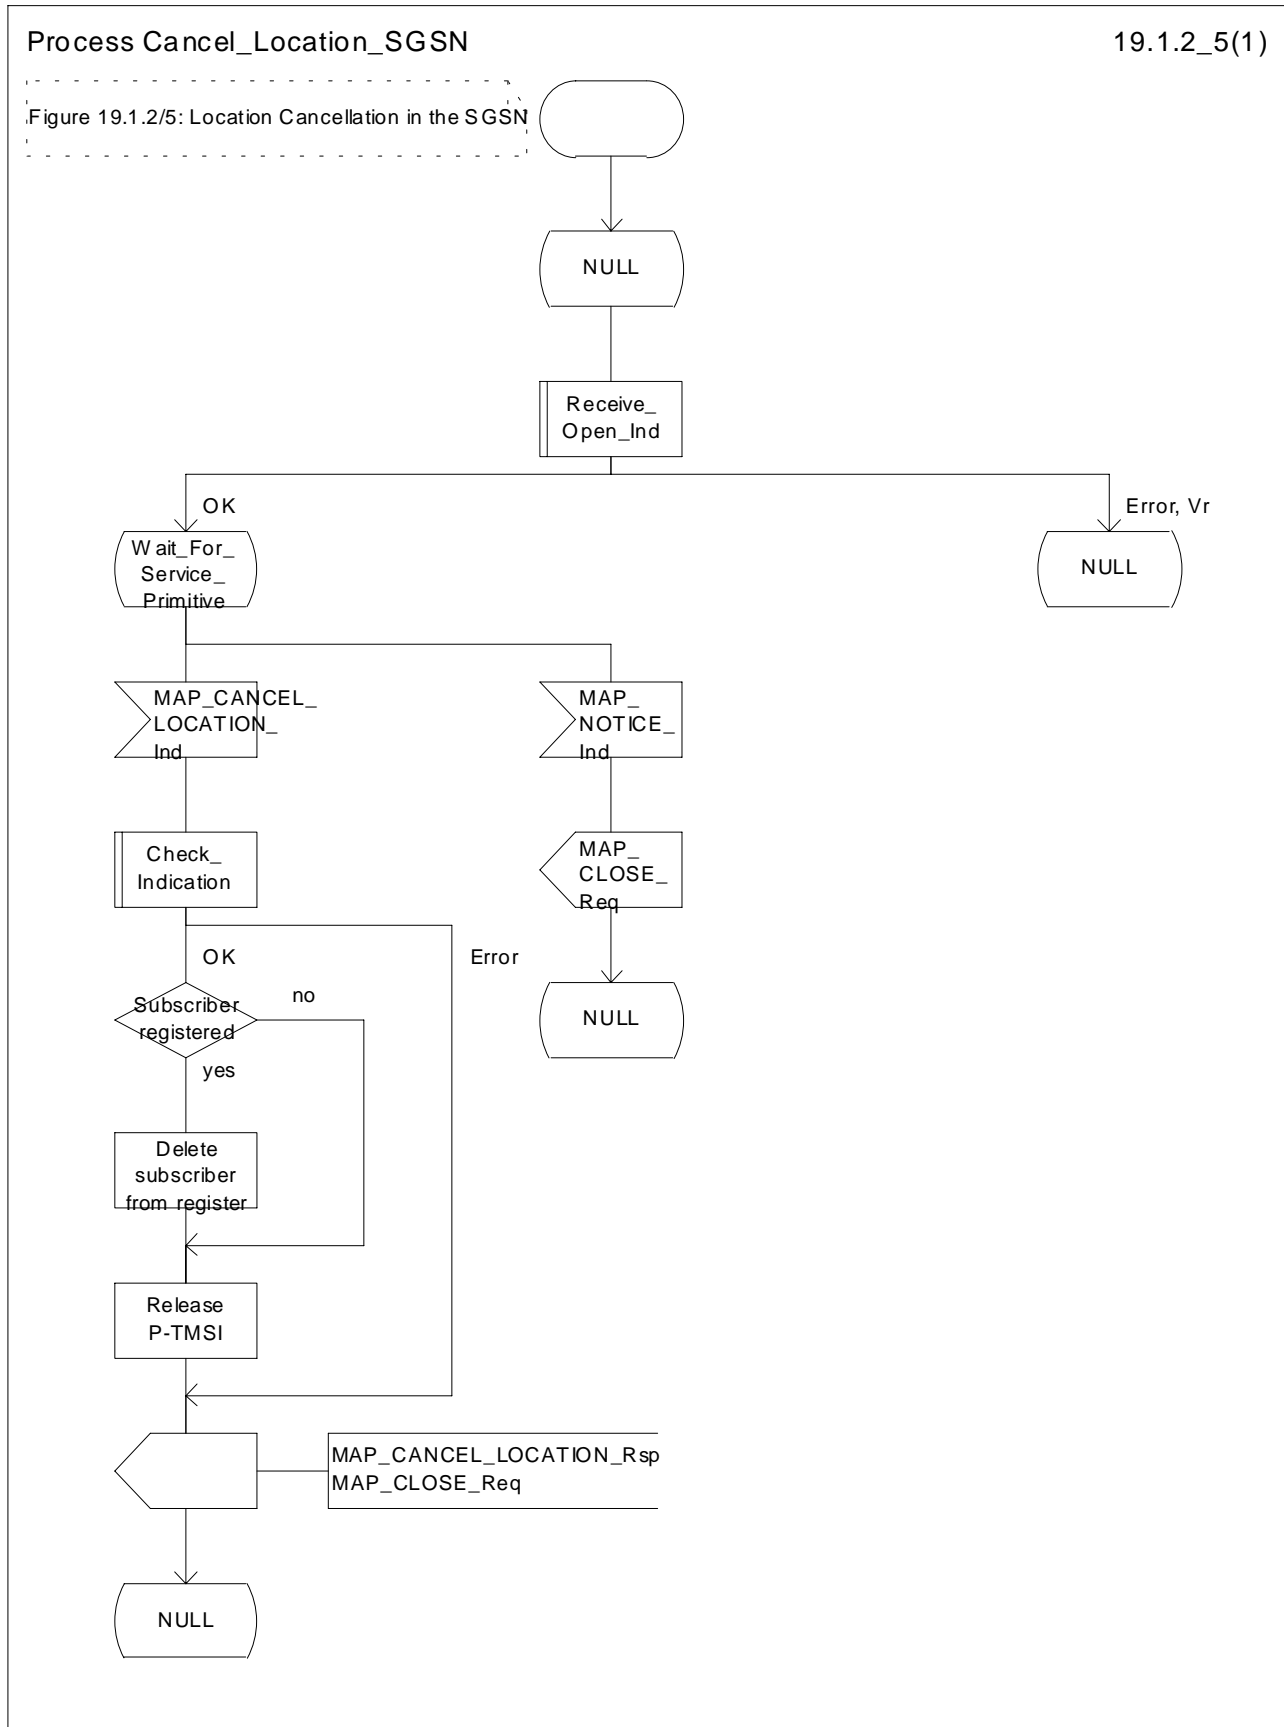 Process Cancel_Location_SGSN
19.1.2_5(1)
Figure 19.1.2/5: Location Cancellation in the SGSN
NULL
Receive_
Open_Ind
OK
Error, Vr
Wait_For_
Service_
Primitive
NULL
MAP_CANCEL_
LOCATION_
Ind
MAP_
NOTICE_
Ind
Check_
Indication
MAP_
CLOSE_
Req
OK
Error
Subscriber
registered
no
yes
NULL
Delete
subscriber
from register
Release
P-TMSI
MAP_CANCEL_LOCATION_Rsp
MAP_CLOSE_Req
NULL